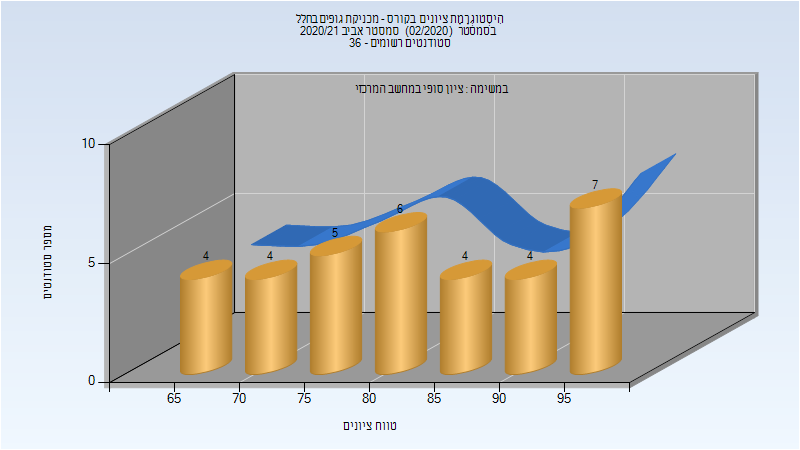 היסטוגרמת ציונים בקורס - מכניקת גופים בחלל
בסמסטר (02/2020) סמסטר אביב 2020/21
סטודנטים רשומים - 36
במשימה : ציון סופי במחשב המרכזי
10
5
0
מספר סטודנטים
4
4
5
6
4
4
7
65
70
75
80
85
90
95
טווח ציונים